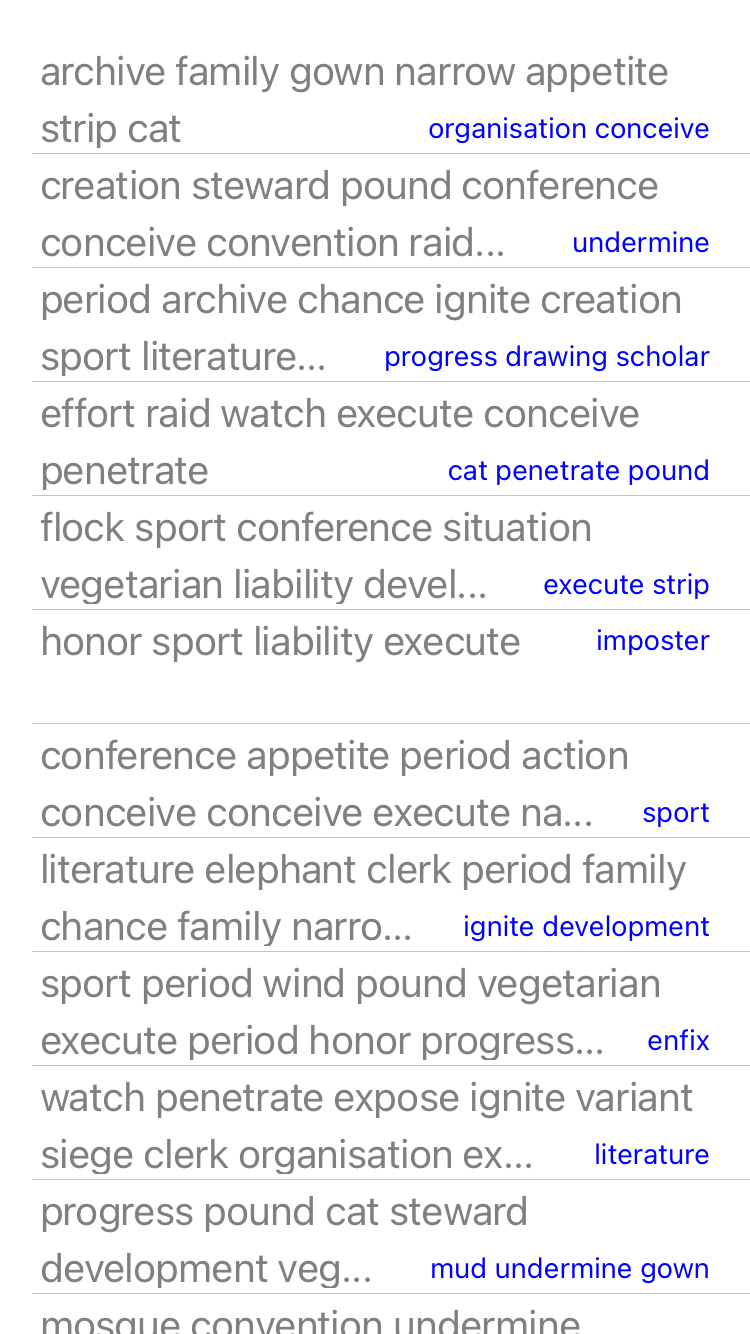 archive family gown narrow appetite
strip cat organisation conceive
creation steward pound conference
conceive convention raid... undermine
period archive chance ignite creation
sport literature... progress drawing scholar
effort raid watch execute conceive
penetrate cat penetrate pound
flock sport conference situation
vegetarian liability devel... execute strip
honor sport liability execute imposter
conference appetite period action
conceive conceive execute na... sport
literature elephant clerk period family
chance family narro... ignite development
sport period wind pound vegetarian
execute period honor progress... enfix
watch penetrate expose ignite variant
siege clerk organisation ex... literature
progress pound cat steward
development veg... mud undermine gown
mosque convention undermine